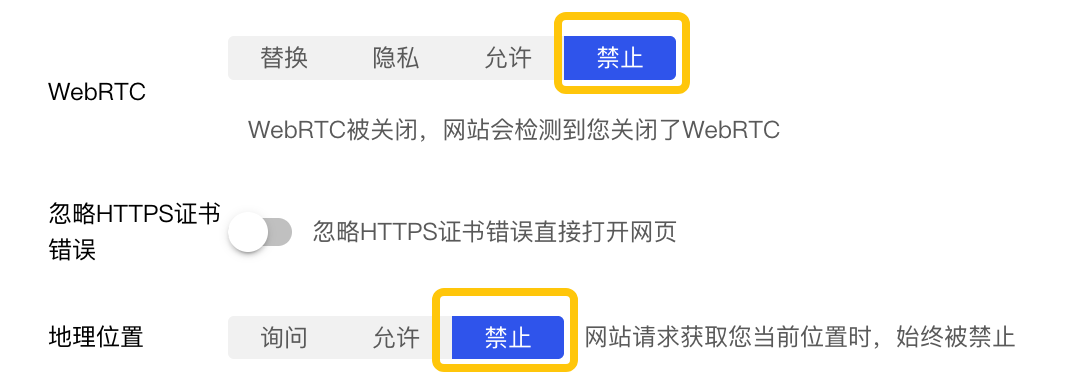 替换 隐私 允许 禁止
WebRTC
WebRTC被关闭，网站会检测到您关闭了WebRTC
忽略HTTPS证书
错误
忽略HTTPS证书错误直接打开网页
地理位置 询问 允许 禁止 网站请求获取您当前位置时，始终被禁止